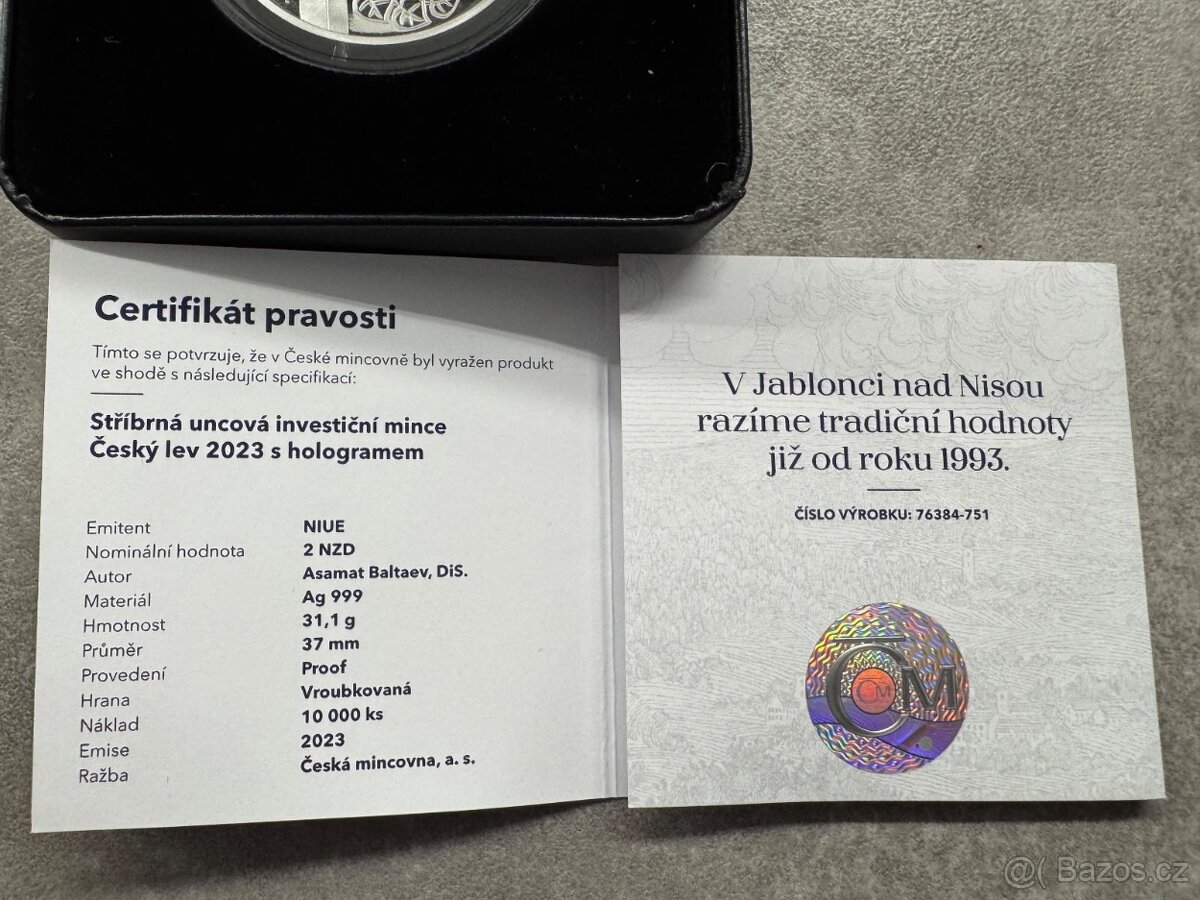 Certifikát pravosti
Tímto se potvrzuje, že v České mincovně byl vyražen produkt
ve shodě s následující specifikací:
Stříbrná uncová investiční mince
Český lev 2023 s hologramem
Emitent NIUE
Nominální hodnota 2 NZD
Autor Asamat Baltaev, DiS.
Materiál Ag 999
Hmotnost 31,1 g
Průměr 37 mm
Provedení Proof
Hrana Vroubkovaná
Náklad 10 000 ks
Emise 2023
Ražba Česká mincovna, a. s.
V Jablonci nad Nisou
razíme tradiční hodnoty
již od roku 1993.
ČÍSLO VÝROBKU: 76384-751
ČM
ČM
@( Bazos.cz